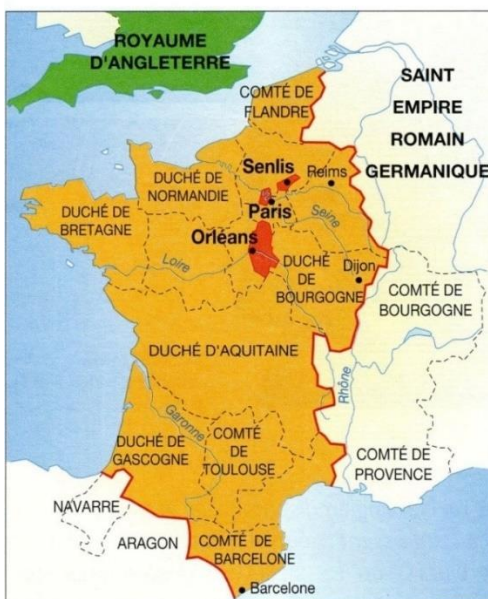 ROYAUME
D'ANGLETERRE
SAINT
EMPIRE
ROMAIN
GERMANIQUE
COMTÉ DE
FLANDRE
Senlis
Reims
DUCHÉ DE
NORMANDIE
Paris
Seine
DUCHÉ DE
BRETAGNE
Orléans
Loire
DUCHÉ
DE
BOURGOGNE
Dijon
COMTÉ DE
BOURGOGNE
DUCHÉ D'AQUITAINE
Rhône
Garonne
DUCHÉ DE
GASCOGNE
COMTÉ
DE
TOULOUSE
COMTÉ DE
PROVENCE
NAVARRE
ARAGON
COMTÉ DE
BARCELONE
Barcelone